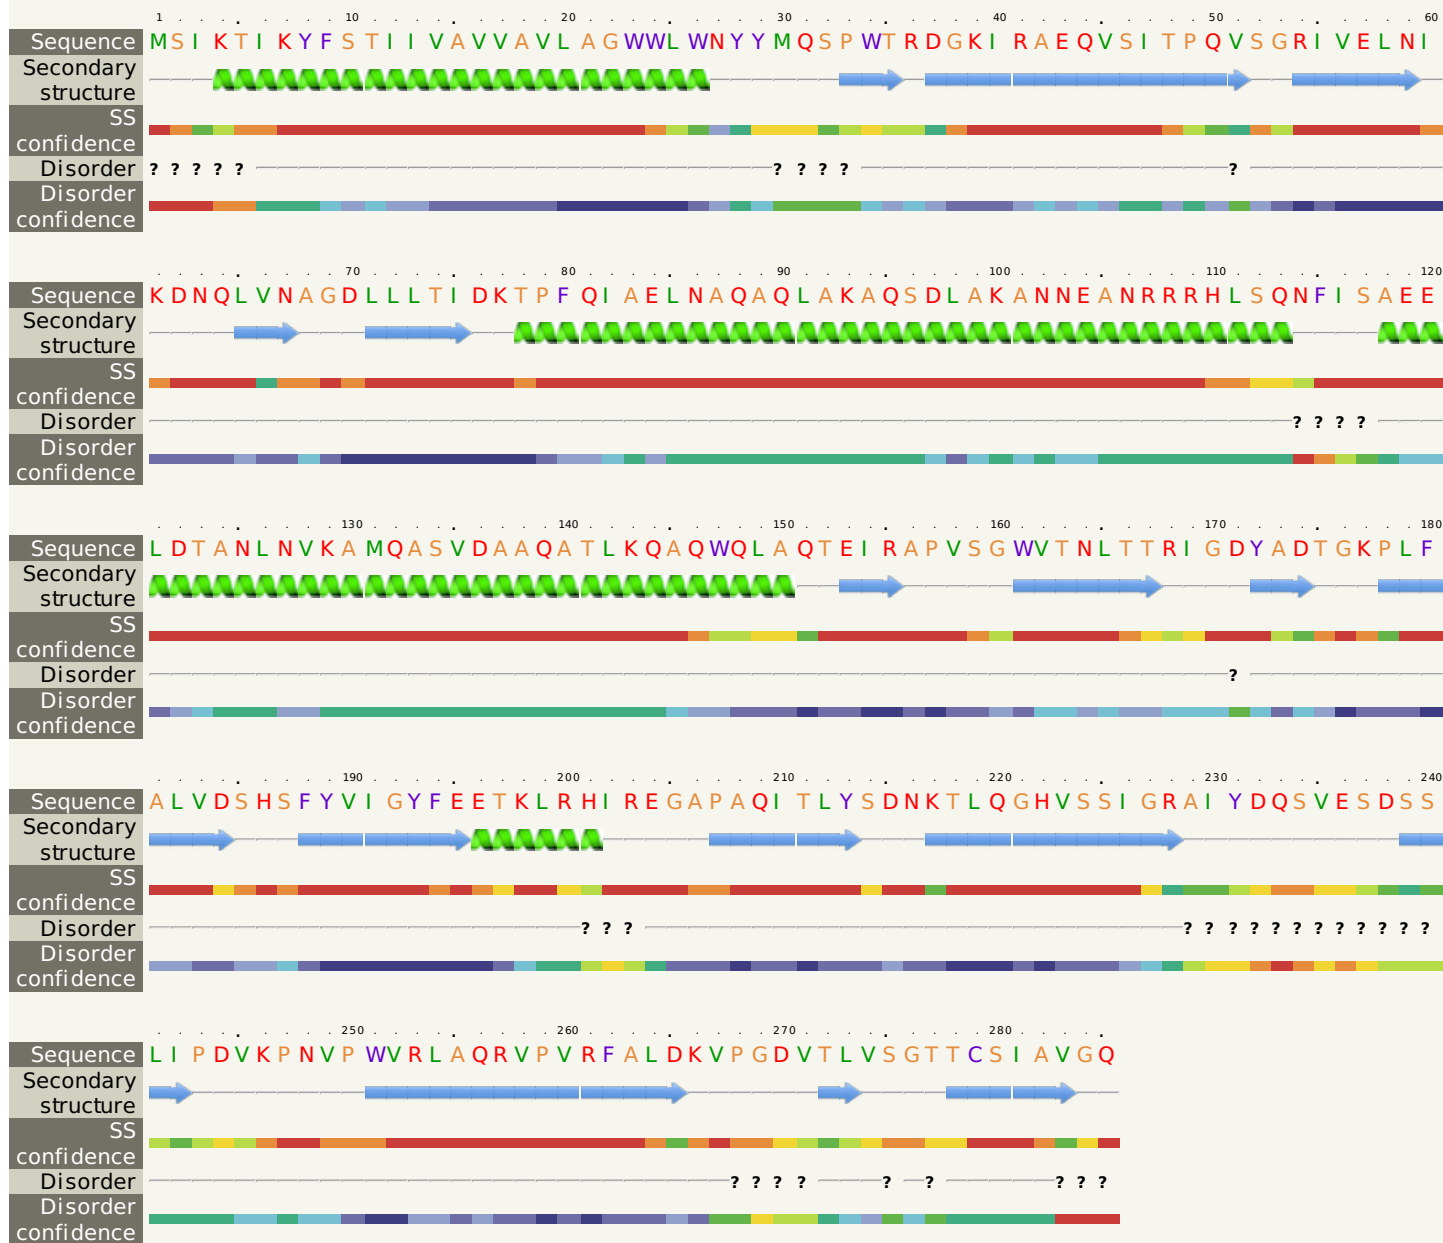 1 10 20 30 40 50 60
Sequence MSIKTIKYFSTIIVAVVAVLAGWWLWNYYMQSPWTRDGKIRAEQVSITPQVSGRIVELNI
Secondary
structure
SS
confidence
Disorder ? ? ? ? ? ? ? ? ? ?
Disorder
confidence
70 80 90 100 110 120
Sequence KDNQLVNAGDLLLTIDKTPFQIAELNAQAQLAKAQSDLAKANNEANRRRHLSQNFISAEE
Secondary
structure
SS
confidence
Disorder ? ? ? ?
Disorder
confidence
130 140 150 160 170 180
Sequence LDTANLNVKAMQASVDAAQATLKQAQWQLAQTEIRAPVSGWVTNLTTRIGDYADTGKPLF
Secondary
structure
SS
confidence
Disorder ?
Disorder
confidence
190 200 210 220 230 240
Sequence ALVDSHSFYVIGYFEETKLRHIREGAPAQITLYSDNKTLQGHVSSIGRAIYDQSVESDSS
Secondary
structure
SS
confidence
Disorder ? ? ? ? ? ? ? ? ? ? ? ? ? ? ?
Disorder
confidence
250 260 270 280
Sequence LIPDVKPNVPWVRLAQRVPVRFALDKVPGDVTLVSGTTCSIAVGQ
Secondary
structure
SS
confidence
Disorder ? ? ? ? ? ? ? ? ?
Disorder
confidence